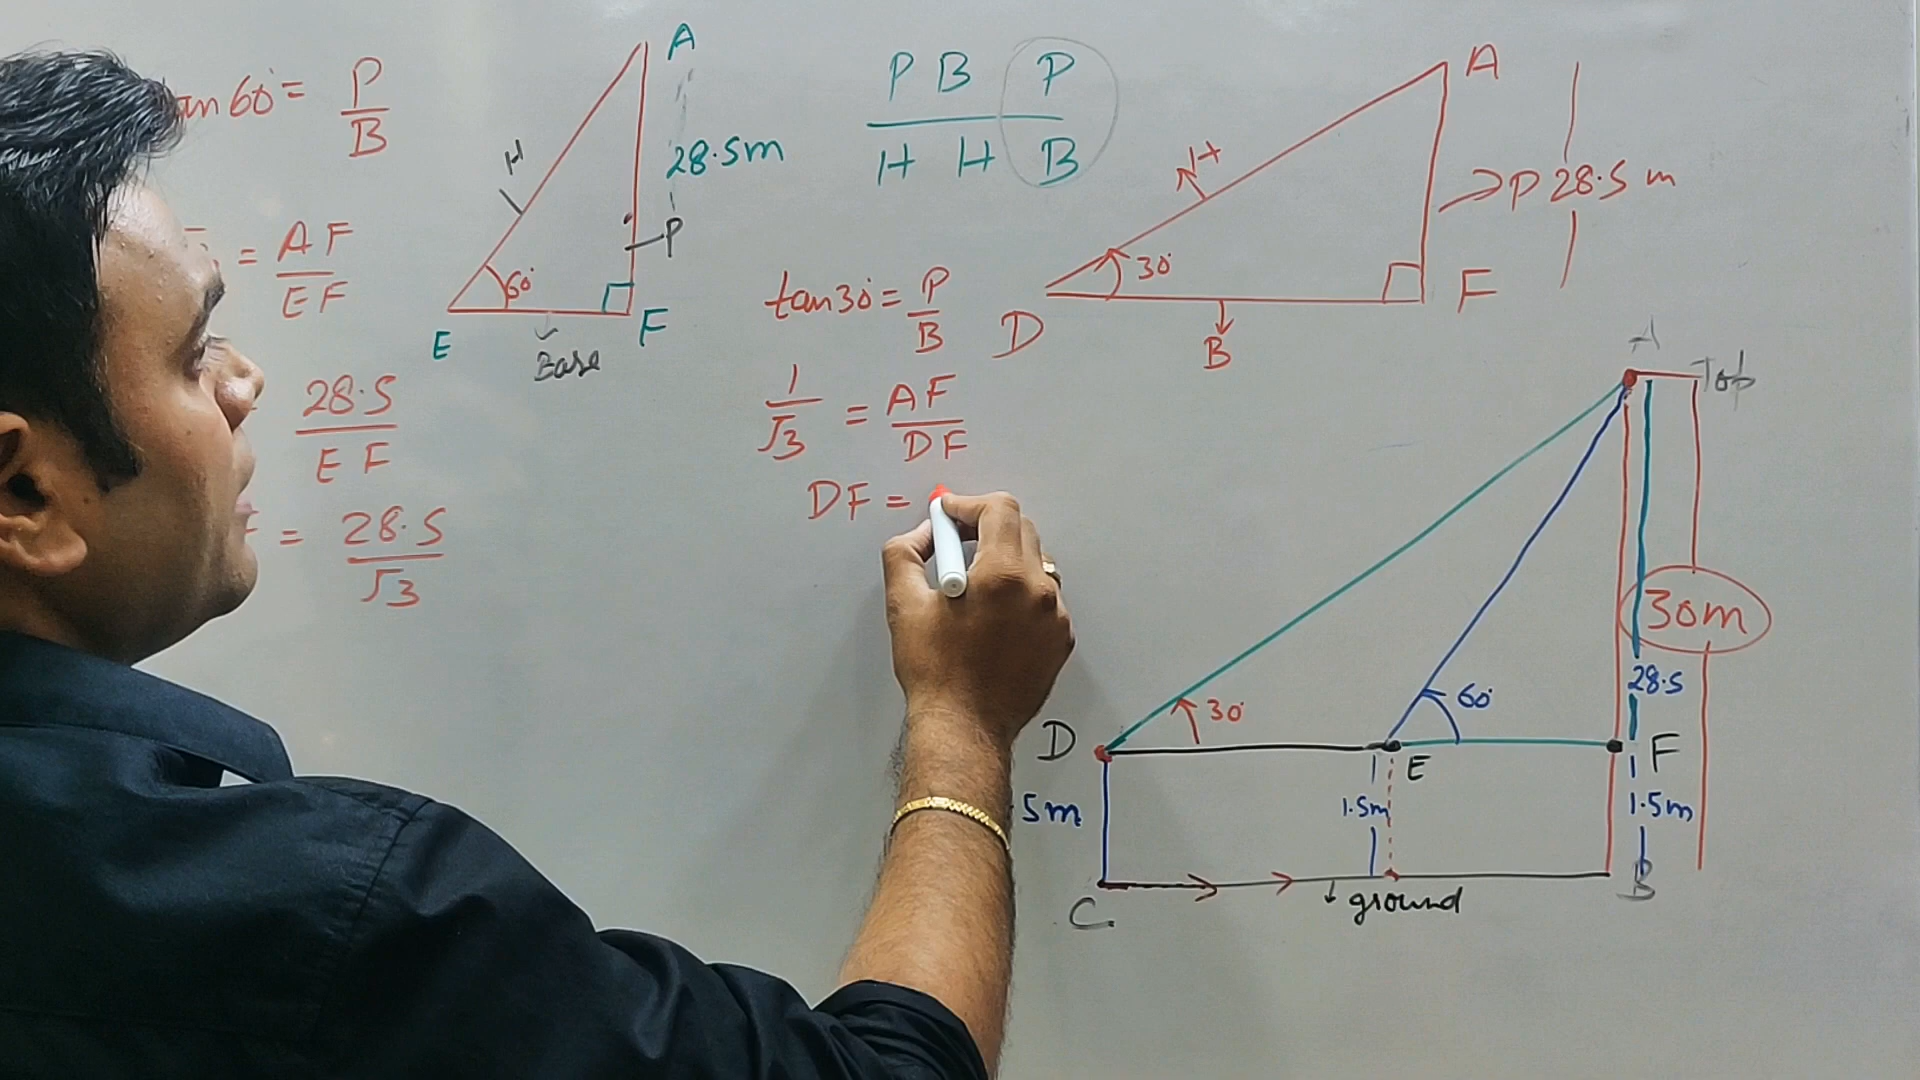 an 60° = P/B
= AF/EF
28.5/EF
= 28.5/√3
A
H
28.5m
P
60°
E
F
Base
P B P
H H B
tan 30° = P/B
1/√3 = AF/DF
DF =
A
H
P 28.5 m
30°
D
F
B
A
Top
30m
28.5
60°
30°
D
E
F
5m
1.5m
1.5m
C
ground
B